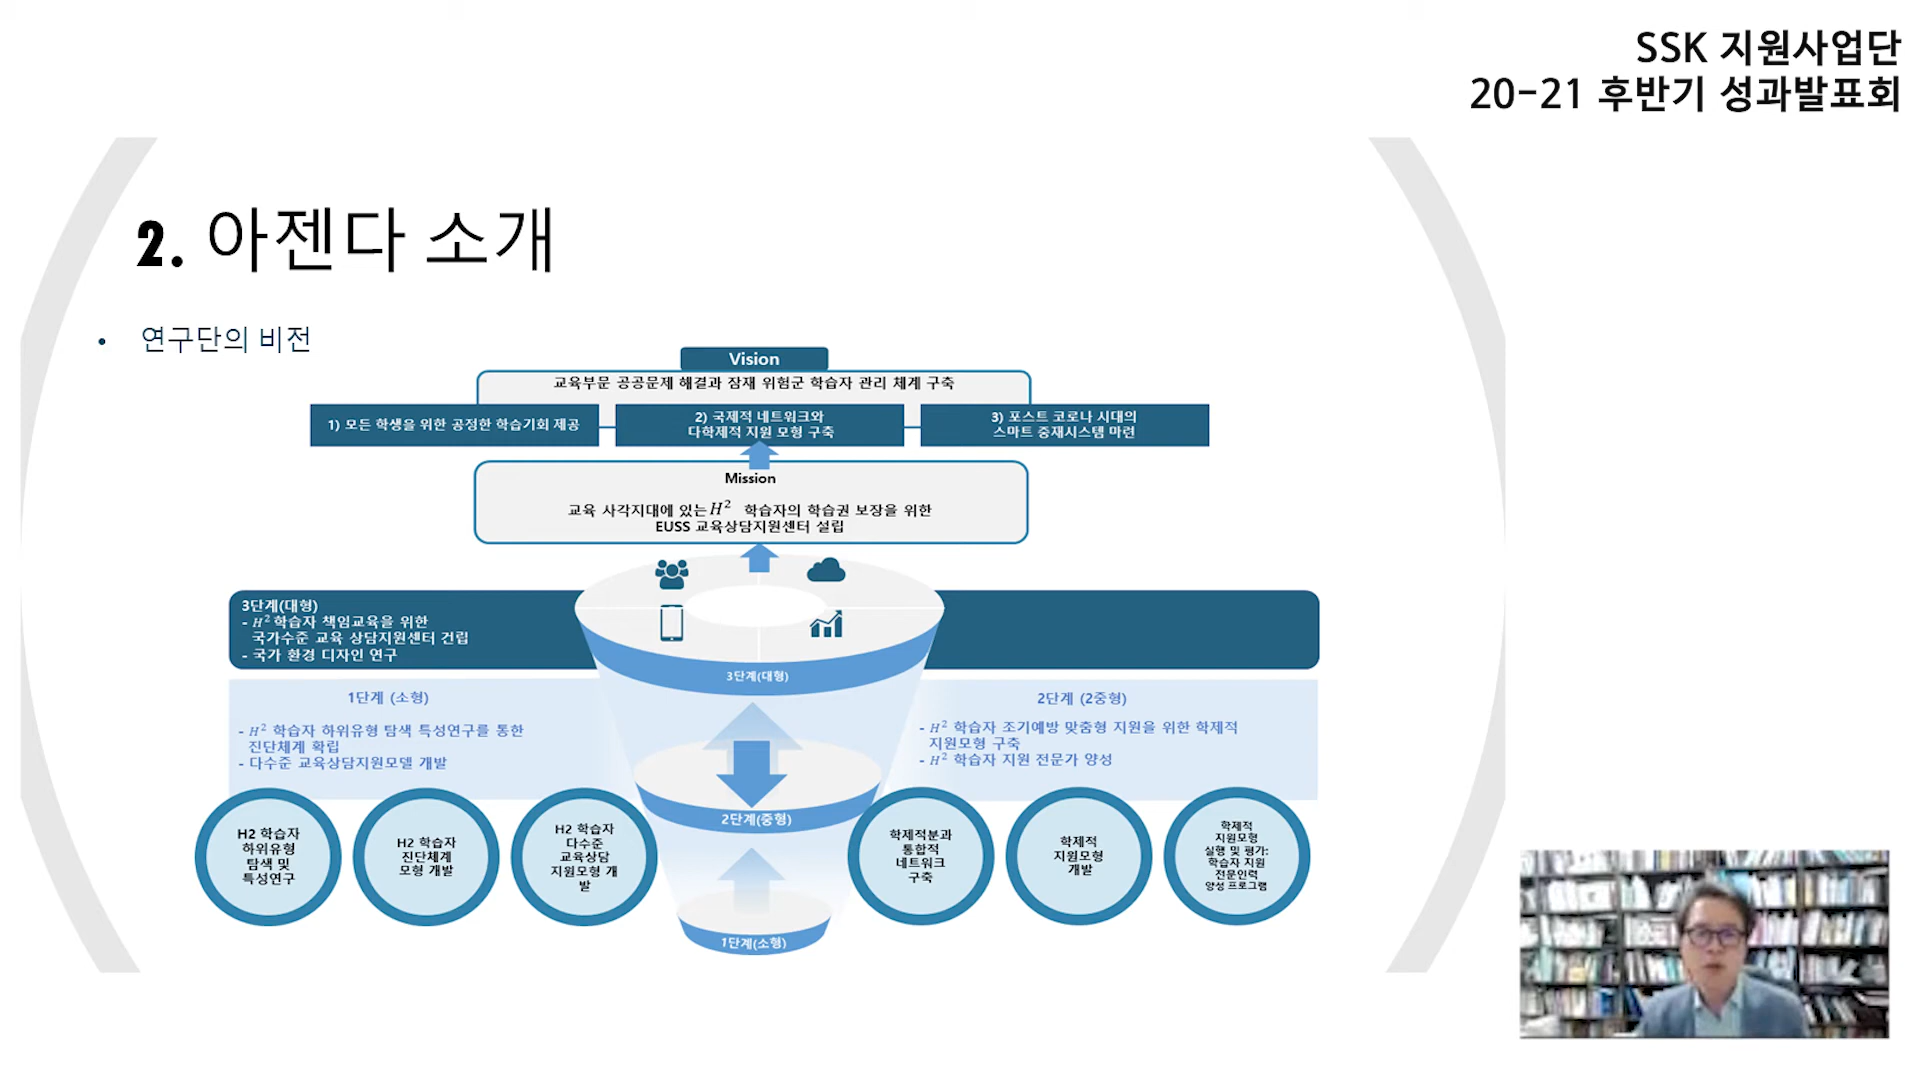 SSK 지원사업단
20-21 후반기 성과발표회
2. 아젠다 소개
• 연구단의 비전
Vision
교육부문 공공문제 해결과 잠재 위험군 학습자 관리 체계 구축
1) 모든 학생을 위한 공정한 학습기회 제공
2) 국제적 네트워크와
다학제적 지원 모형 구축
3) 포스트 코로나 시대의
스마트 중재시스템 마련
Mission
교육 사각지대에 있는 H² 학습자의 학습권 보장을 위한
EUSS 교육상담지원센터 설립
3단계(대형)
- H² 학습자 책임교육을 위한
국가수준 교육 상담지원센터 건립
- 국가 환경 디자인 연구
3단계(대형)
1단계 (소형)
- H² 학습자 하위유형 탐색 특성연구를 통한
진단체계 확립
- 다수준 교육상담지원모델 개발
2단계 (2중형)
- H² 학습자 조기예방 맞춤형 지원을 위한 학제적
지원모형 구축
- H² 학습자 지원 전문가 양성
2단계(중형)
1단계(소형)
H2 학습자
하위유형
탐색 및
특성연구
H2 학습자
진단체계
모형 개발
H2 학습자
다수준
교육상담
지원모형 개
발
학제적분과
통합적
네트워크
구축
학제적
지원모형
개발
학제적
지원모형
실행 및 평가:
학습자 지원
전문인력
양성 프로그램